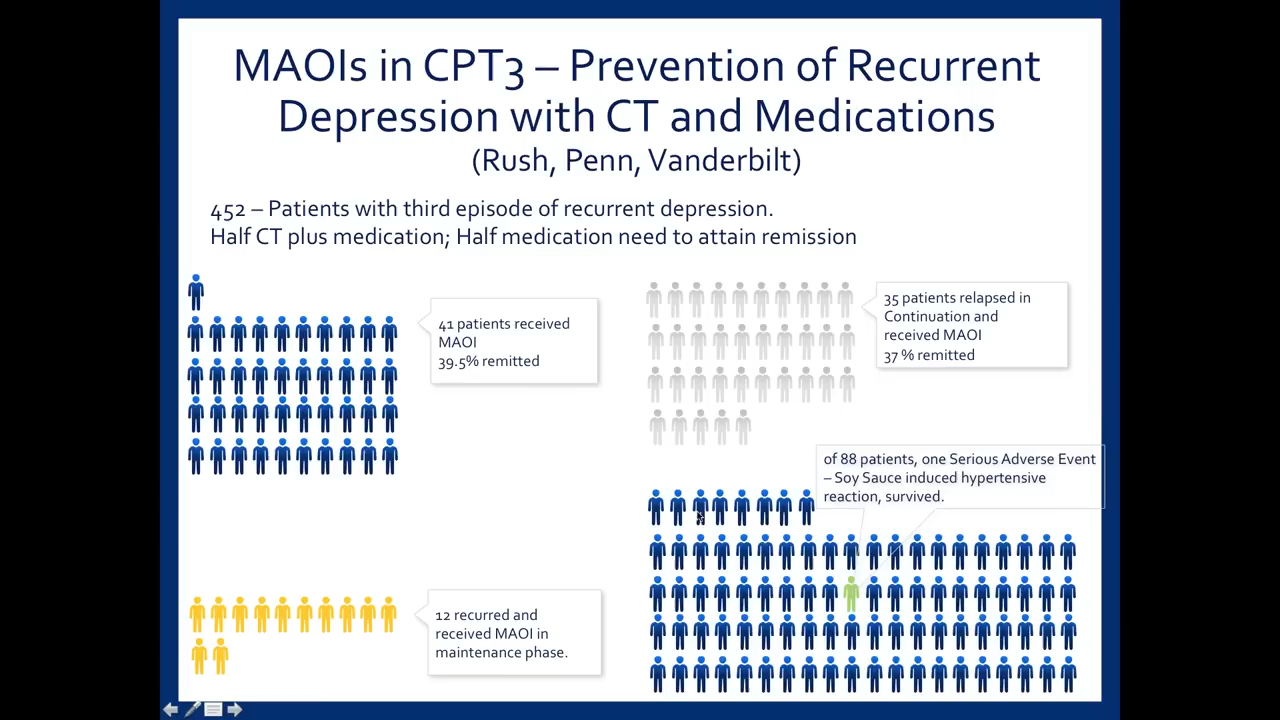 MAOIs in CPT3 – Prevention of Recurrent
Depression with CT and Medications
(Rush, Penn, Vanderbilt)
452 – Patients with third episode of recurrent depression.
Half CT plus medication; Half medication need to attain remission
41 patients received
MAOI
39.5% remitted
35 patients relapsed in
Continuation and
received MAOI
37 % remitted
of 88 patients, one Serious Adverse Event
– Soy Sauce induced hypertensive
reaction, survived.
12 recurred and
received MAOI in
maintenance phase.